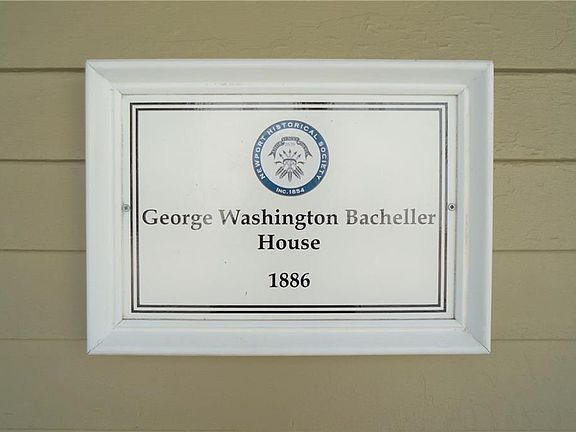 NEWPORT HISTORICAL SOCIETY
INC. 1854
George Washington Bacheller
House
1886